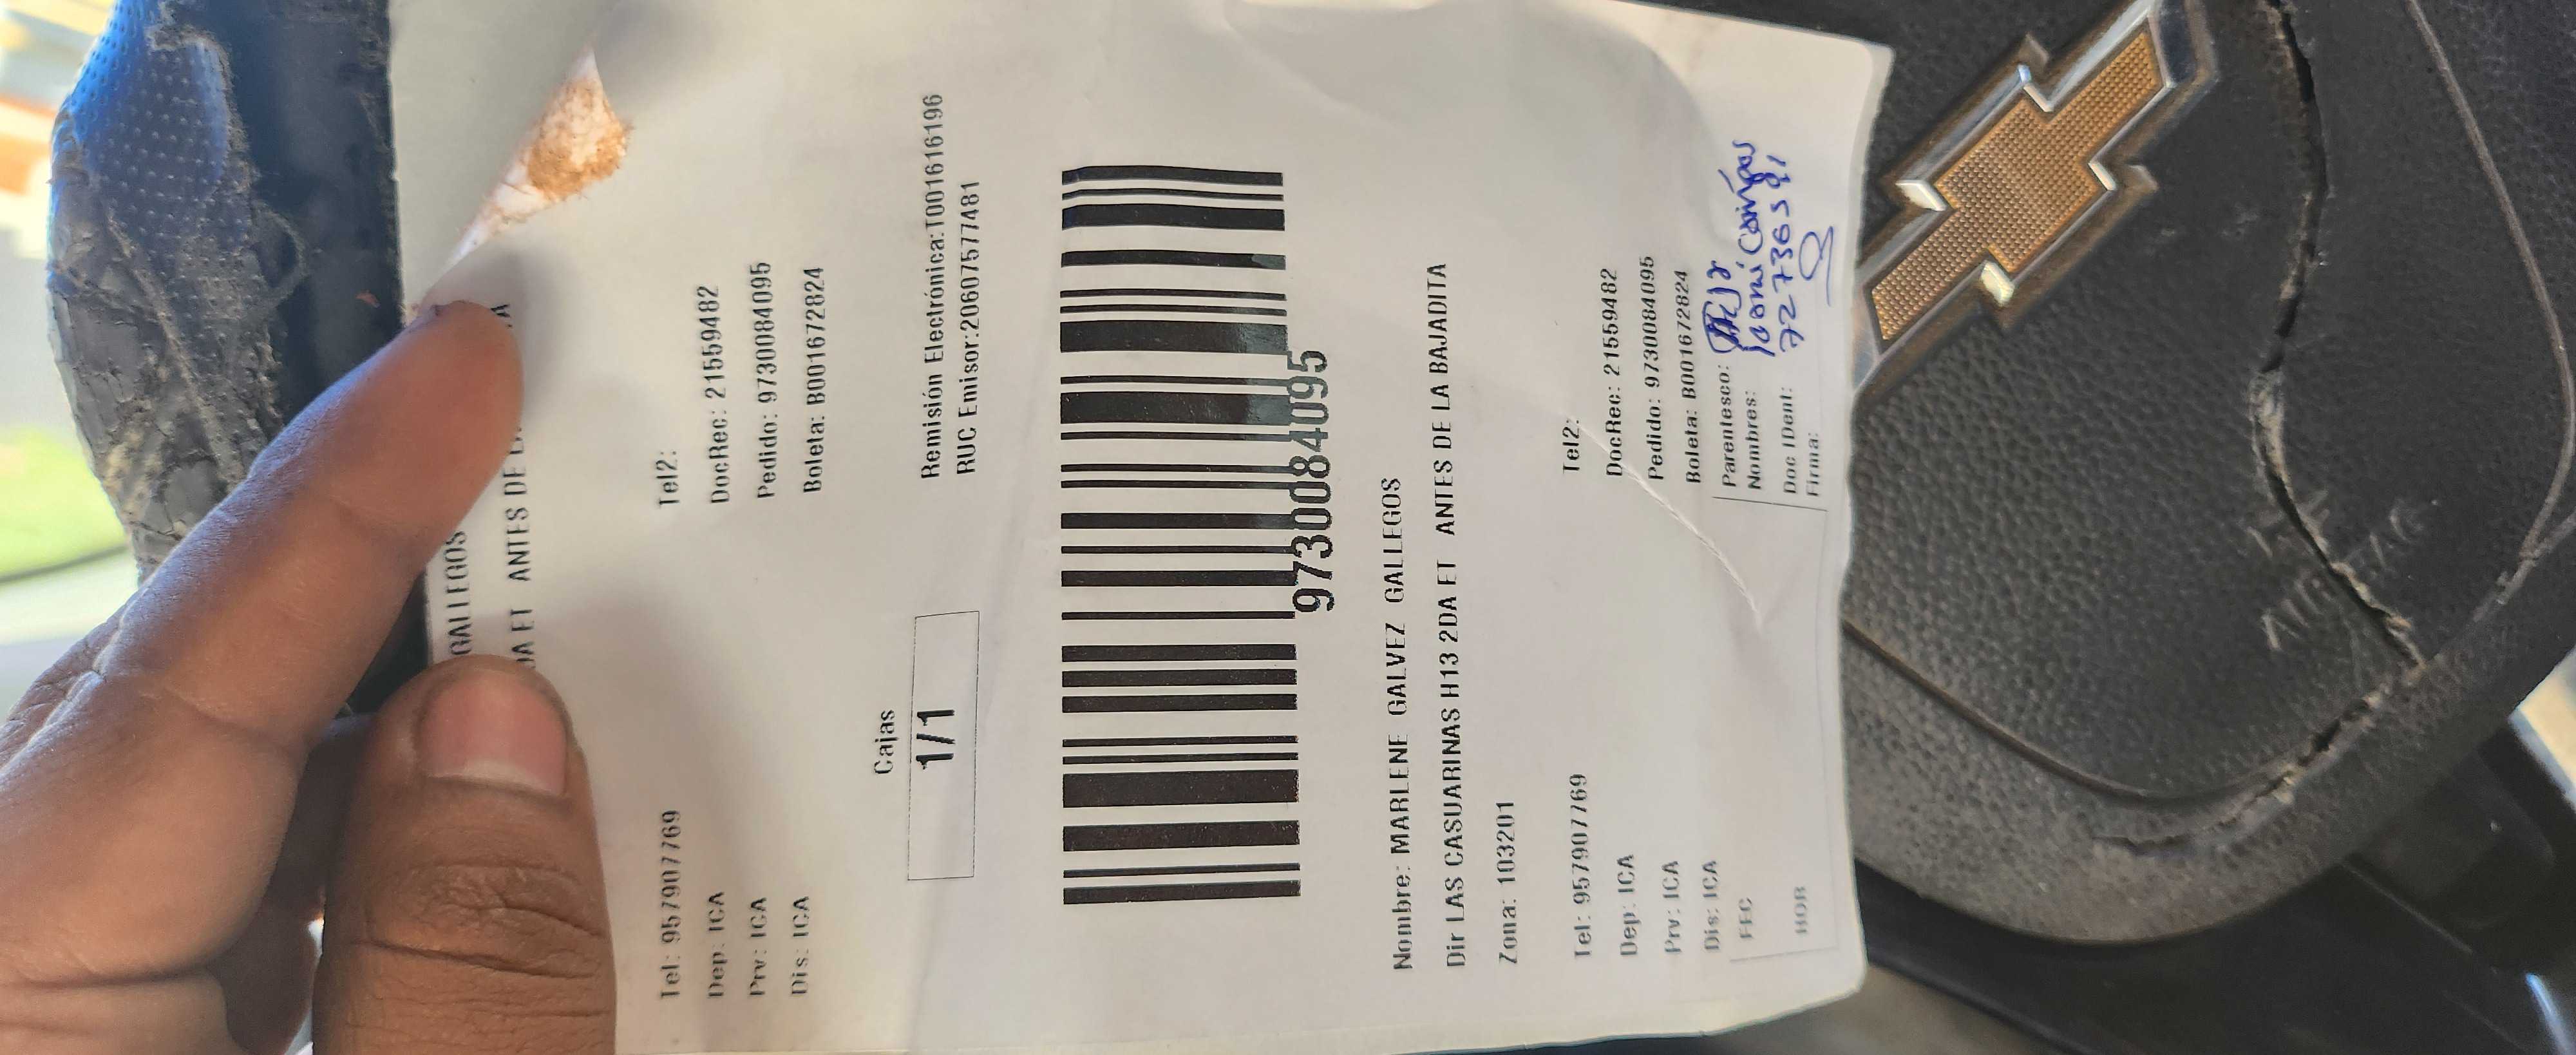 GALLEGOS
DA ET ANTES DE L
A
Tel: 957907769 Tel2:
Dep: ICA DocRec: 21559482
Prv: ICA Pedido: 9730084095
Dis: ICA Boleta: B001672824
Cajas
1/1
Remisión Electrónica:T001616196
RUC Emisor:20607577481
9730084095
Nombre: MARLENE GALVEZ GALLEGOS
Dir LAS CASUARINAS H13 2DA ET ANTES DE LA BAJADITA
Zona: 103201
Tel: 957907769 Tel2:
Dep: ICA DocRec: 21559482
Prv: ICA Pedido: 9730084095
Dis: ICA Boleta: B001672824
FEC Parentesco:
Nombres:
HOR Doc IDent: 72736591
Firma:
AIRBAG